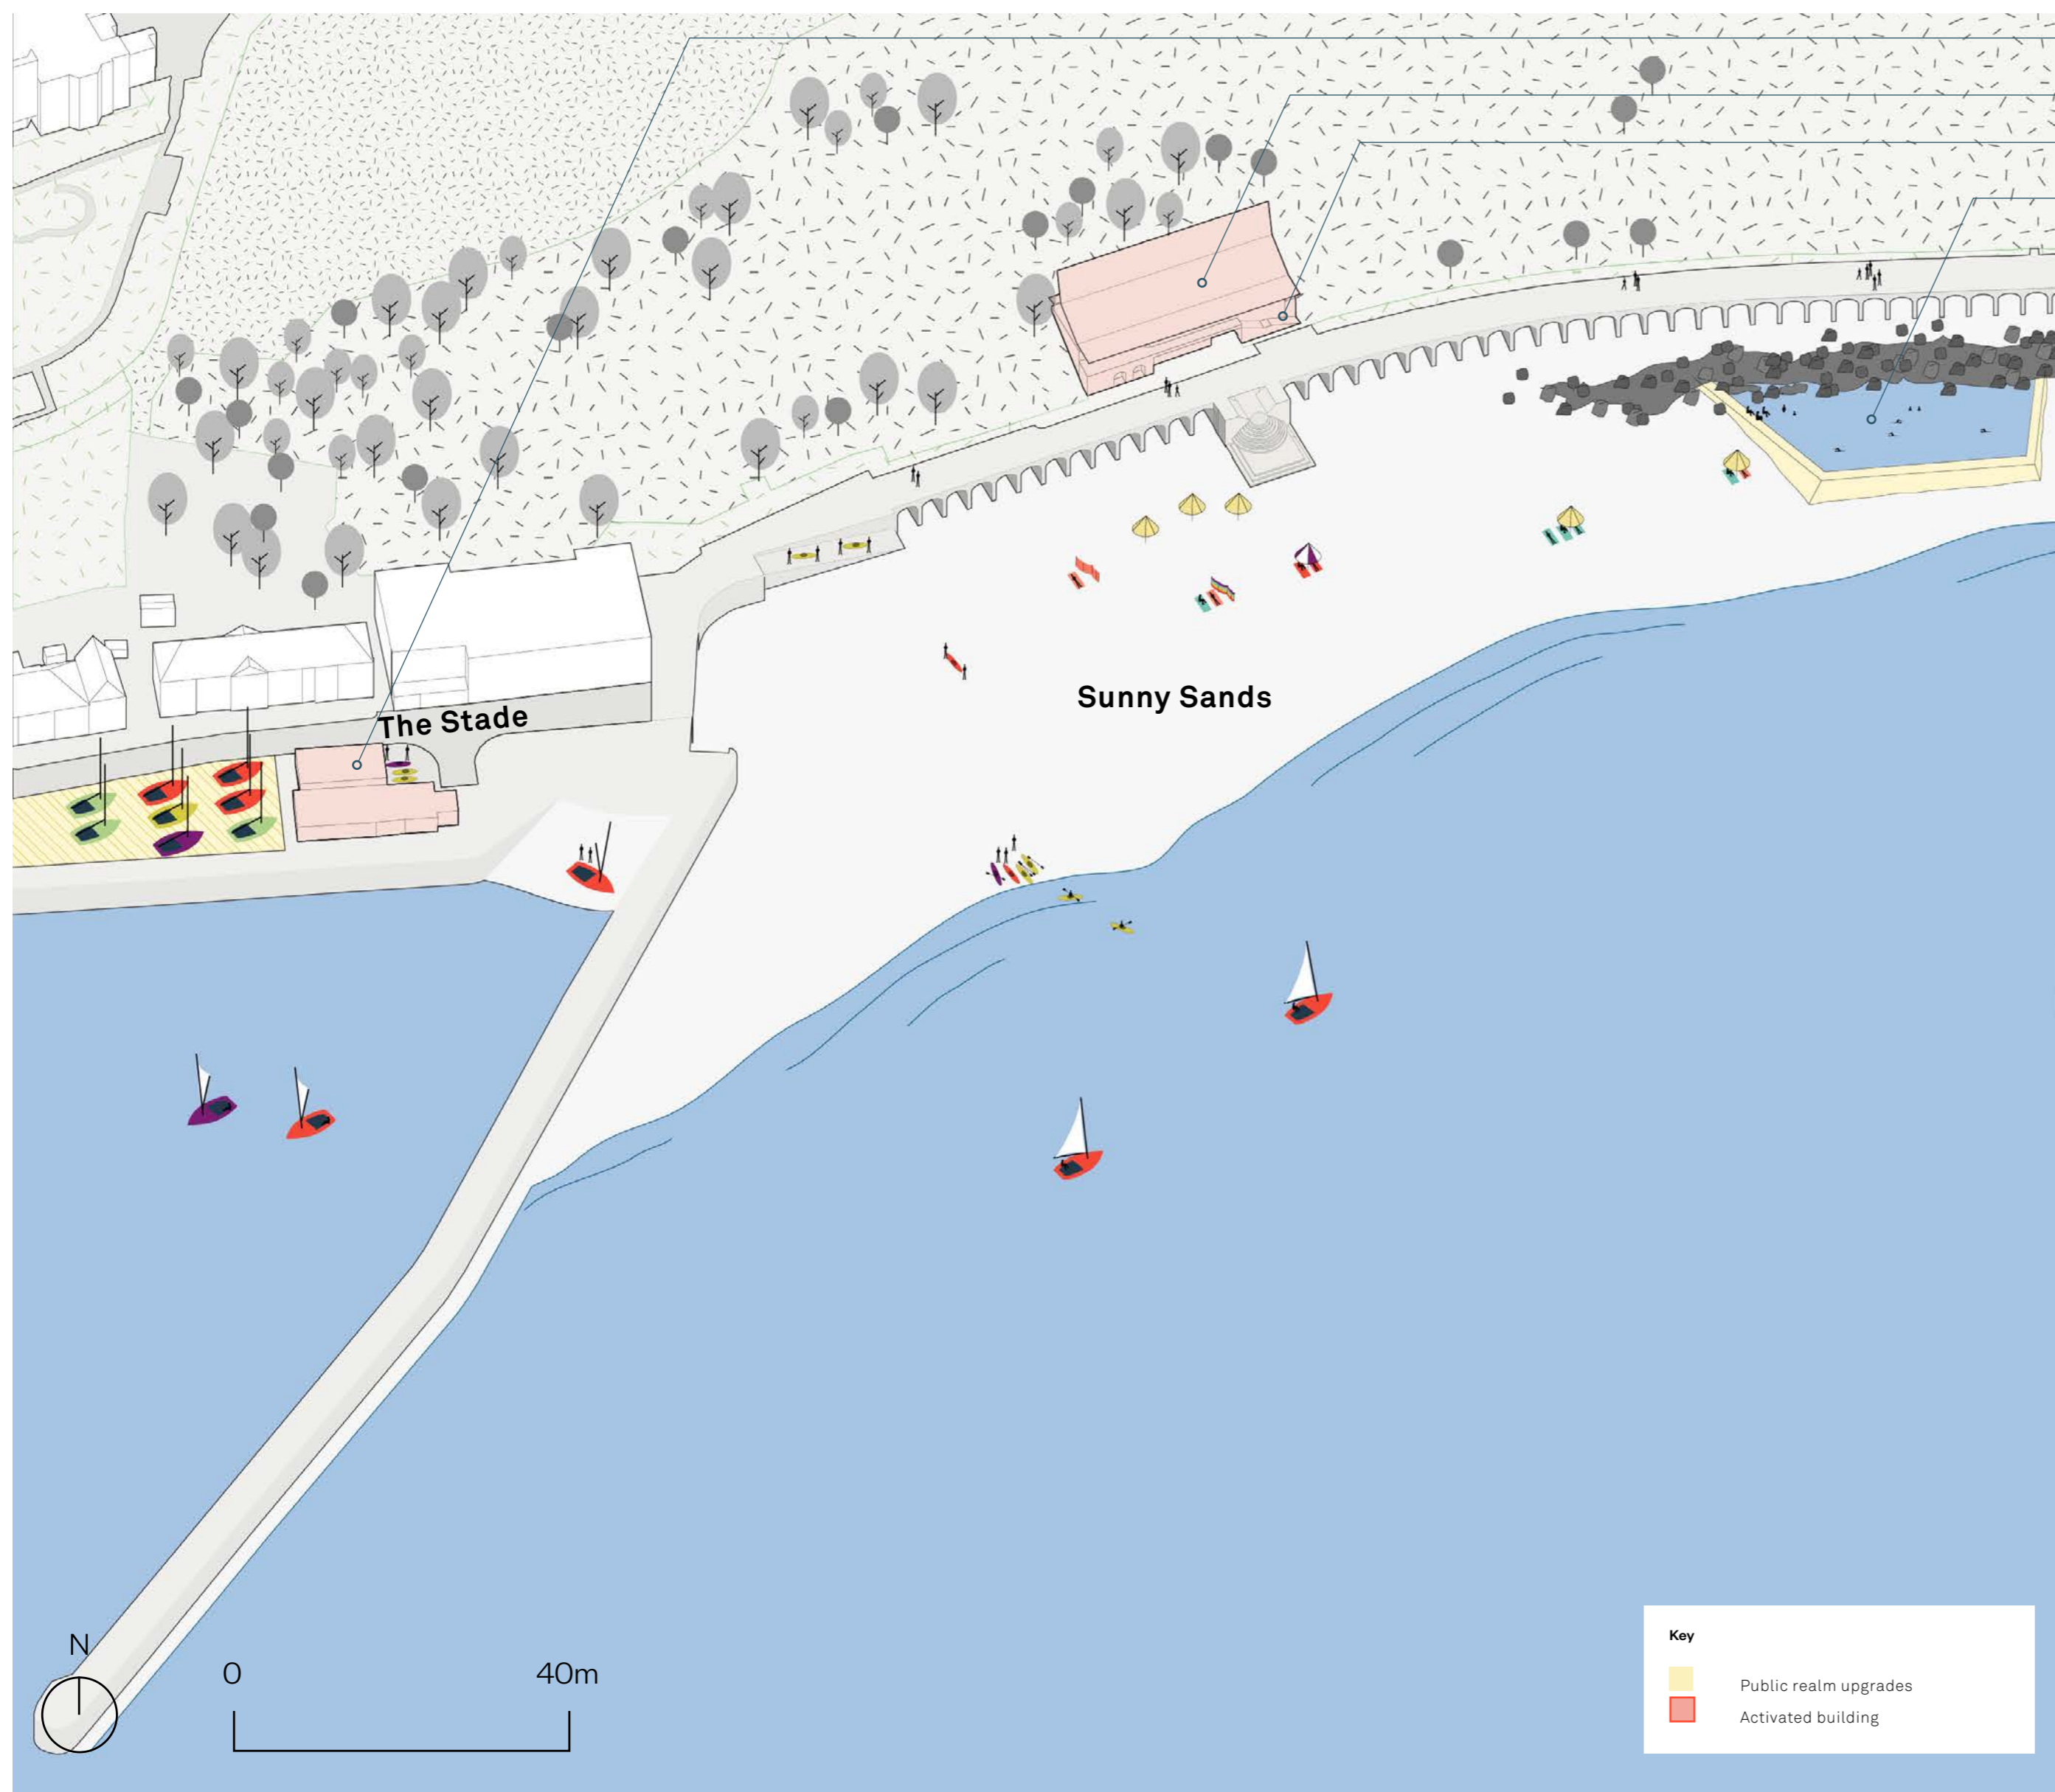 The Stade
Sunny Sands
N
0
40m
Key
Public realm upgrades
Activated building